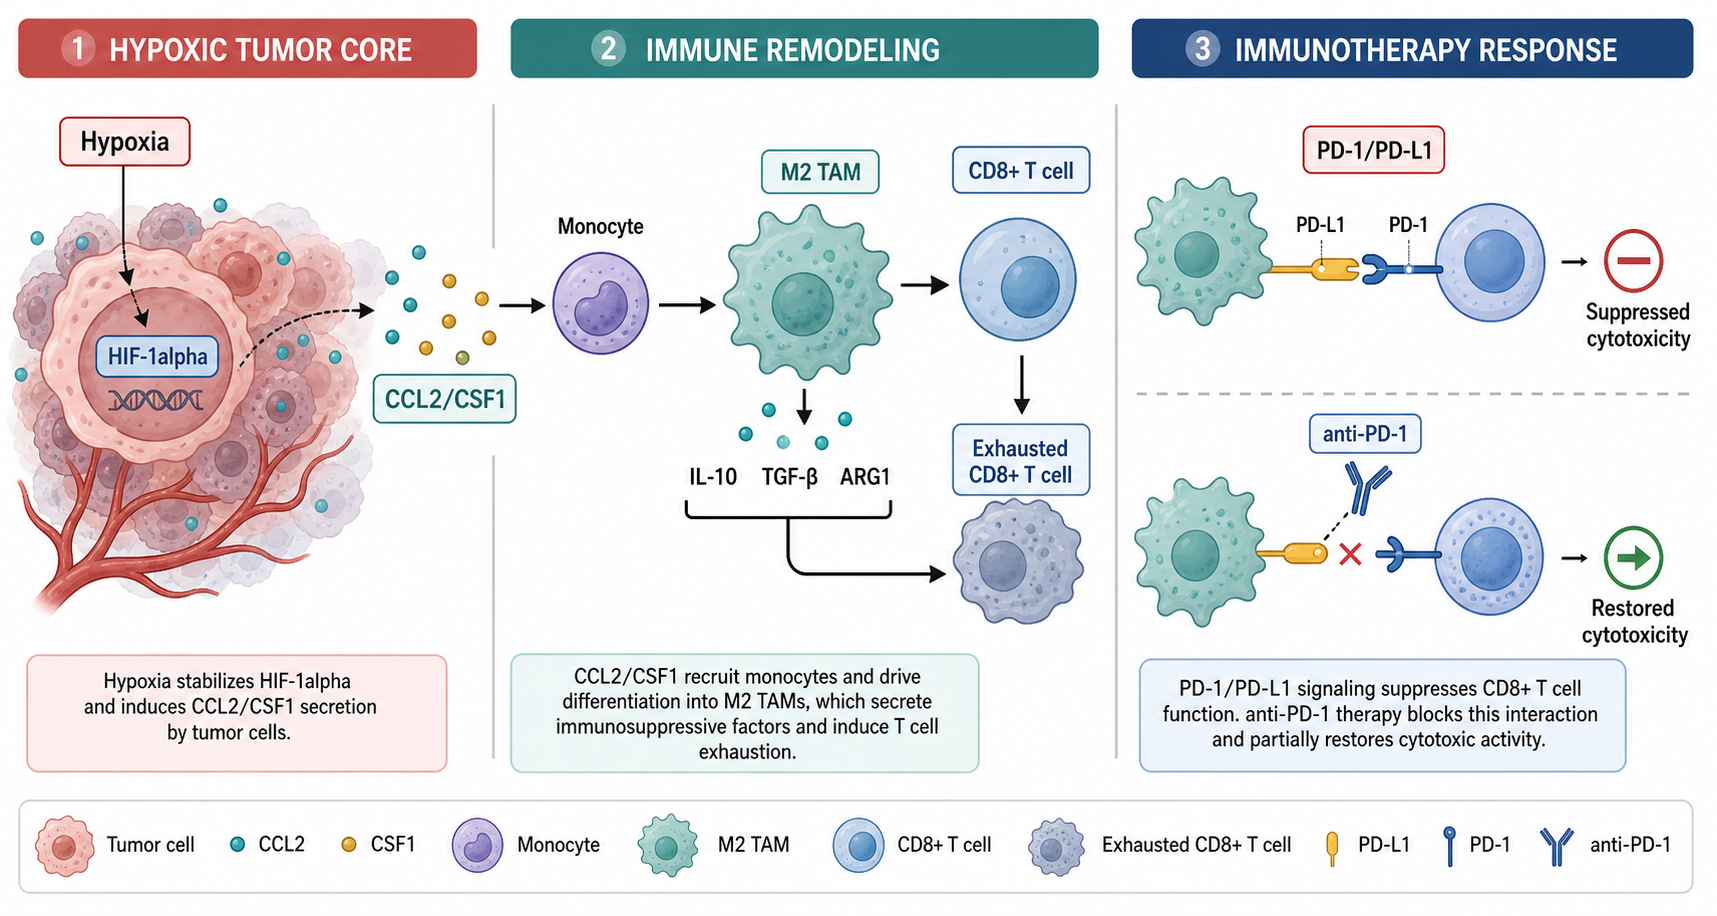 1 HYPOXIC TUMOR CORE
2 IMMUNE REMODELING
3 IMMUNOTHERAPY RESPONSE
Hypoxia
HIF-1alpha
CCL2/CSF1
Hypoxia stabilizes HIF-1alpha
and induces CCL2/CSF1 secretion
by tumor cells.
Monocyte
M2 TAM
CD8+ T cell
IL-10 TGF-β ARG1
Exhausted
CD8+ T cell
CCL2/CSF1 recruit monocytes and drive
differentiation into M2 TAMs, which secrete
immunosuppressive factors and induce T cell
exhaustion.
PD-1/PD-L1
PD-L1 PD-1
Suppressed
cytotoxicity
anti-PD-1
Restored
cytotoxicity
PD-1/PD-L1 signaling suppresses CD8+ T cell
function. anti-PD-1 therapy blocks this interaction
and partially restores cytotoxic activity.
Tumor cell CCL2 CSF1 Monocyte M2 TAM CD8+ T cell Exhausted CD8+ T cell PD-L1 PD-1 anti-PD-1